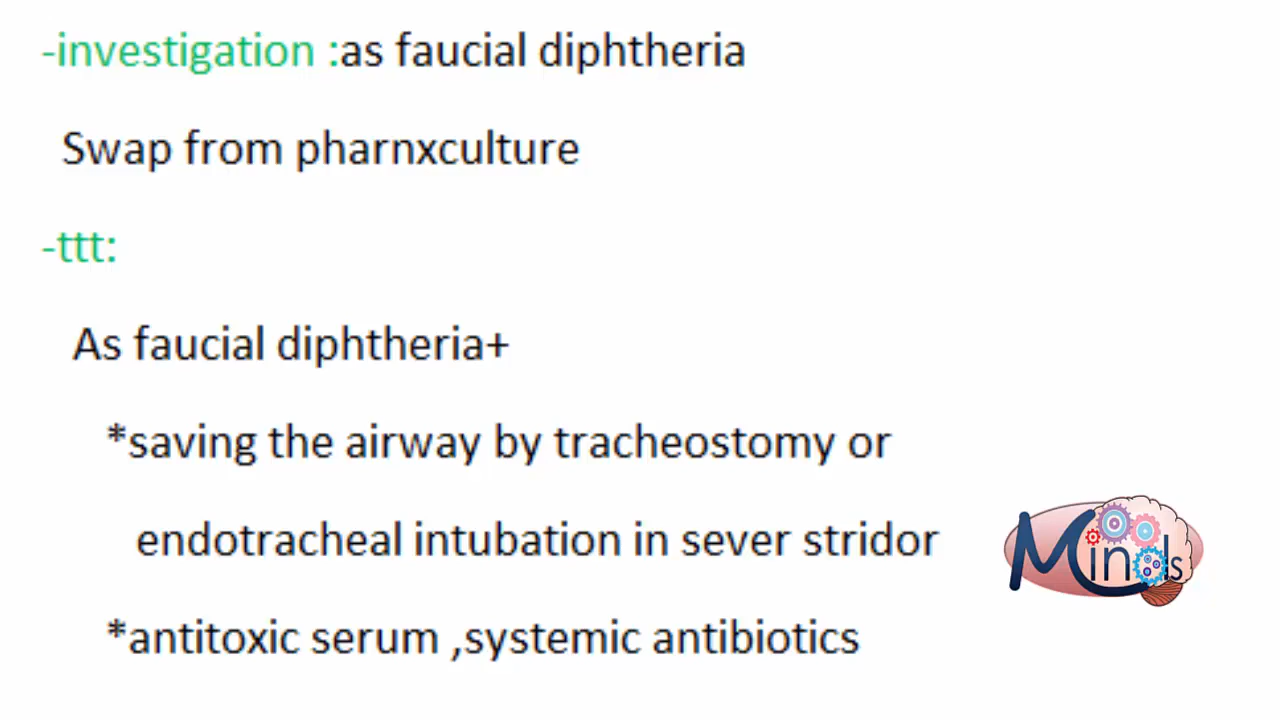 -investigation :as faucial diphtheria
Swap from pharnxculture
-ttt:
As faucial diphtheria+
*saving the airway by tracheostomy or
endotracheal intubation in sever stridor
*antitoxic serum ,systemic antibiotics
Minds